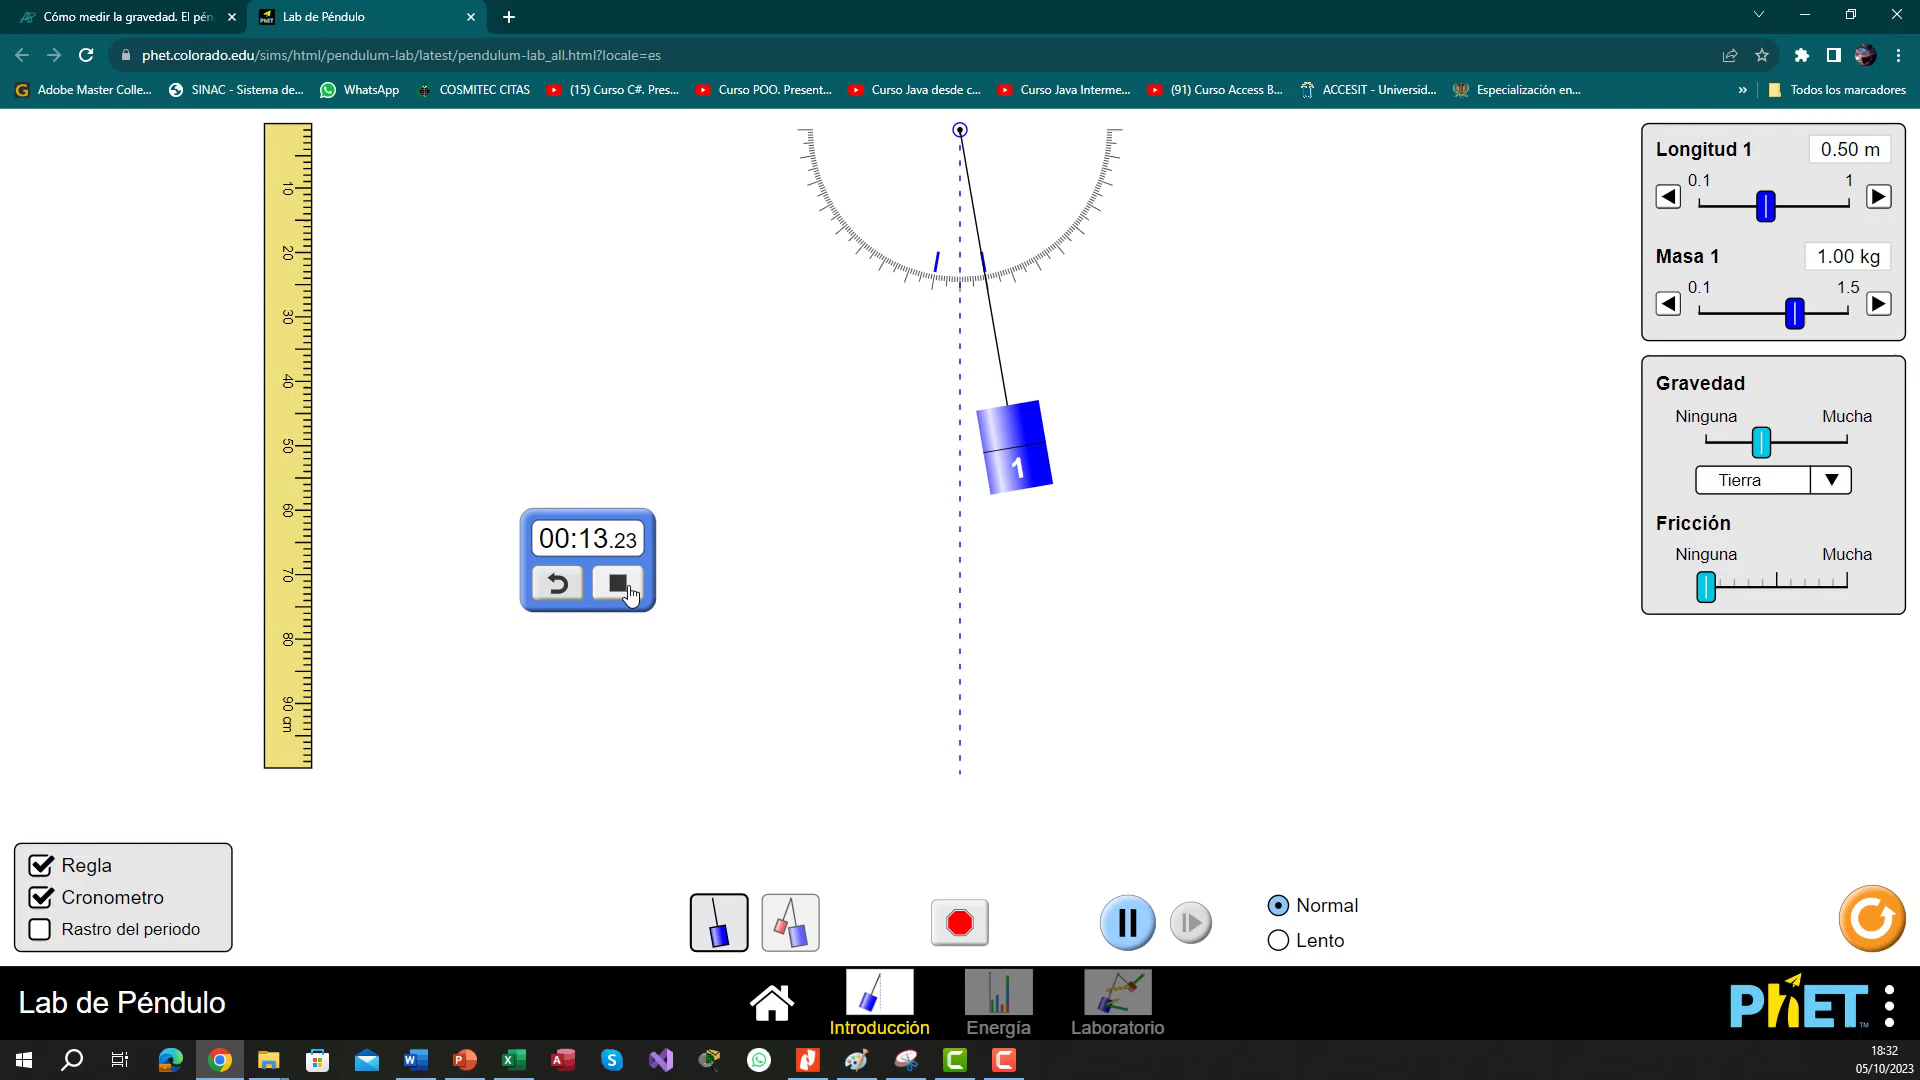 Cómo medir la gravedad. El pén
Lab de Péndulo
phet.colorado.edu/sims/html/pendulum-lab/latest/pendulum-lab_all.html?locale=es
Adobe Master Colle...
SINAC - Sistema de...
WhatsApp
COSMITEC CITAS
(15) Curso C#. Pres...
Curso POO. Present...
Curso Java desde c...
Curso Java Interme...
(91) Curso Access B...
ACCESIT - Universid...
Especialización en...
»
Todos los marcadores
10
20
30
40
50
60
70
80
90 cm
1
00:13.23
Longitud 1
0.50 m
0.1
1
Masa 1
1.00 kg
0.1
1.5
Gravedad
Ninguna
Mucha
Tierra
Fricción
Ninguna
Mucha
Regla
Cronometro
Rastro del periodo
Normal
Lento
Lab de Péndulo
Introducción
Energía
Laboratorio
PhET
18:32
05/10/2023